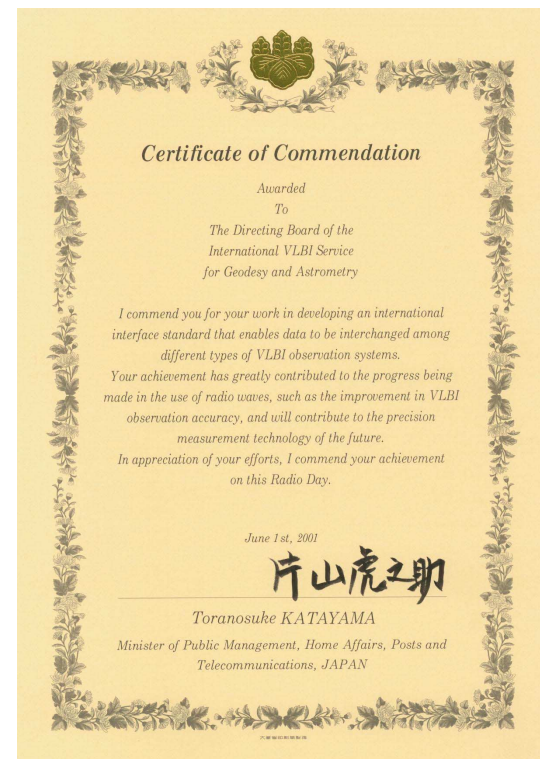 Certificate of Commendation
Awarded
To
The Directing Board of the
International VLBI Service
for Geodesy and Astrometry
I commend you for your work in developing an international
interface standard that enables data to be interchanged among
different types of VLBI observation systems.
Your achievement has greatly contributed to the progress being
made in the use of radio waves, such as the improvement in VLBI
observation accuracy, and will contribute to the precision
measurement technology of the future.
In appreciation of your efforts, I commend your achievement
on this Radio Day.
June 1st, 2001
片山虎之助
Toranosuke KATAYAMA
Minister of Public Management, Home Affairs, Posts and
Telecommunications, JAPAN